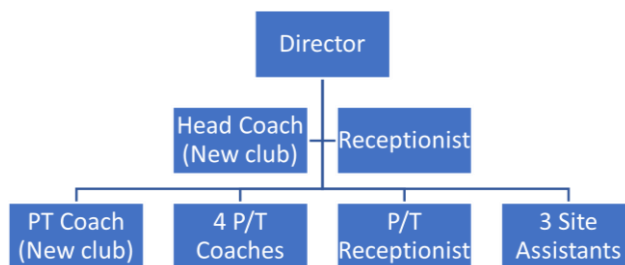 Director
Head Coach
(New club)
Receptionist
PT Coach
(New club)
4 P/T
Coaches
P/T
Receptionist
3 Site
Assistants